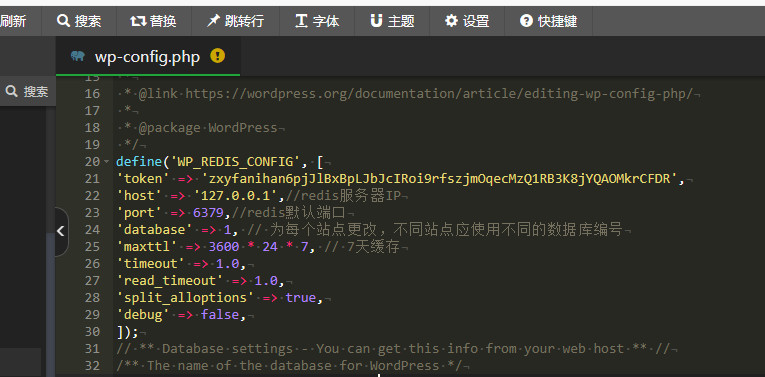 刷新 搜索 替换 跳转行 字体 主题 设置 快捷键
wp-config.php
搜索
15
16 * @link https://wordpress.org/documentation/article/editing-wp-config-php/
17 *
18 * @package WordPress
19 */
20 define('WP_REDIS_CONFIG', [
21 'token' => 'zxyfanihan6pjJlBxBpLJbJcIRoi9rfszjmOqecMzQ1RB3K8jYQAOMkrCFDR',
22 'host' => '127.0.0.1',//redis服务器IP
23 'port' => 6379,//redis默认端口
24 'database' => 1, // 为每个站点更改，不同站点应使用不同的数据库编号
25 'maxttl' => 3600 * 24 * 7, // 7天缓存
26 'timeout' => 1.0,
27 'read_timeout' => 1.0,
28 'split_alloptions' => true,
29 'debug' => false,
30 ]);
31 // ** Database settings - You can get this info from your web host ** //
32 /** The name of the database for WordPress */